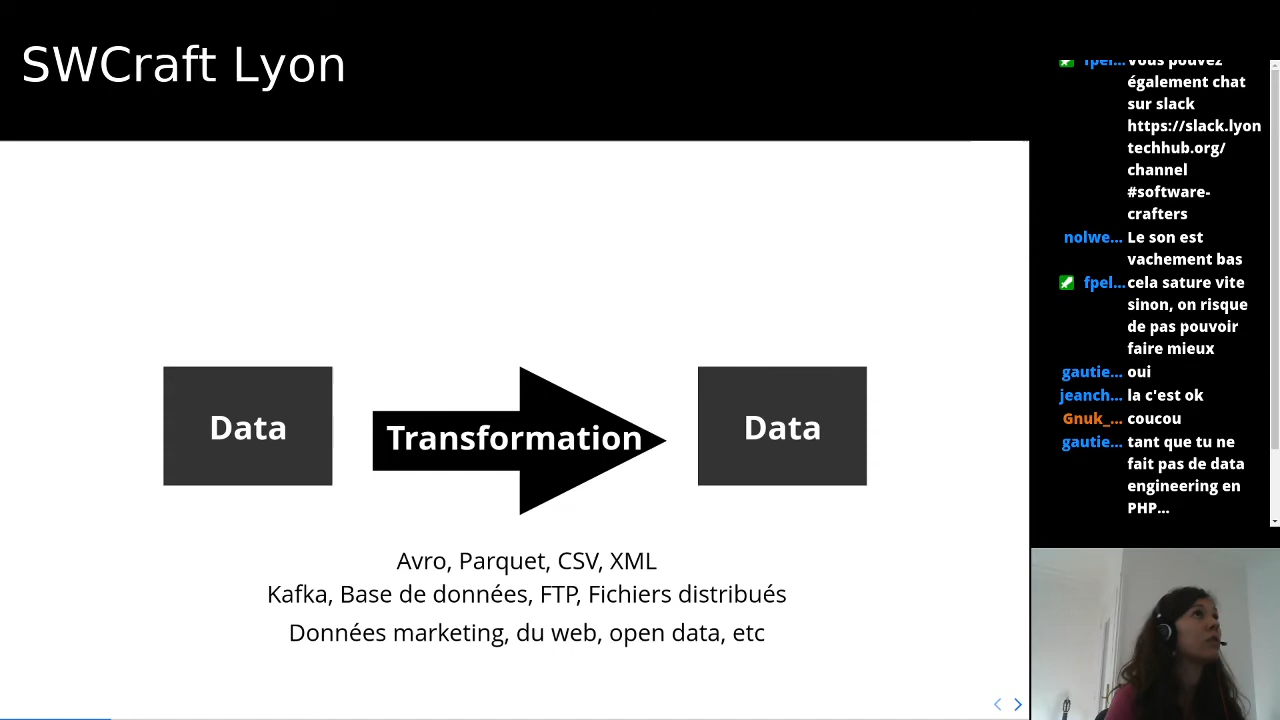 SWCraft Lyon
Data
Transformation
Data
Avro, Parquet, CSV, XML
Kafka, Base de données, FTP, Fichiers distribués
Données marketing, du web, open data, etc
fpel... Vous pouvez
également chat
sur slack
https://slack.lyon
techhub.org/
channel
#software-
crafters
nolwe... Le son est
vachement bas
fpel... cela sature vite
sinon, on risque
de pas pouvoir
faire mieux
gautie... oui
jeanch... la c'est ok
Gnuk_... coucou
gautie... tant que tu ne
fait pas de data
engineering en
PHP...